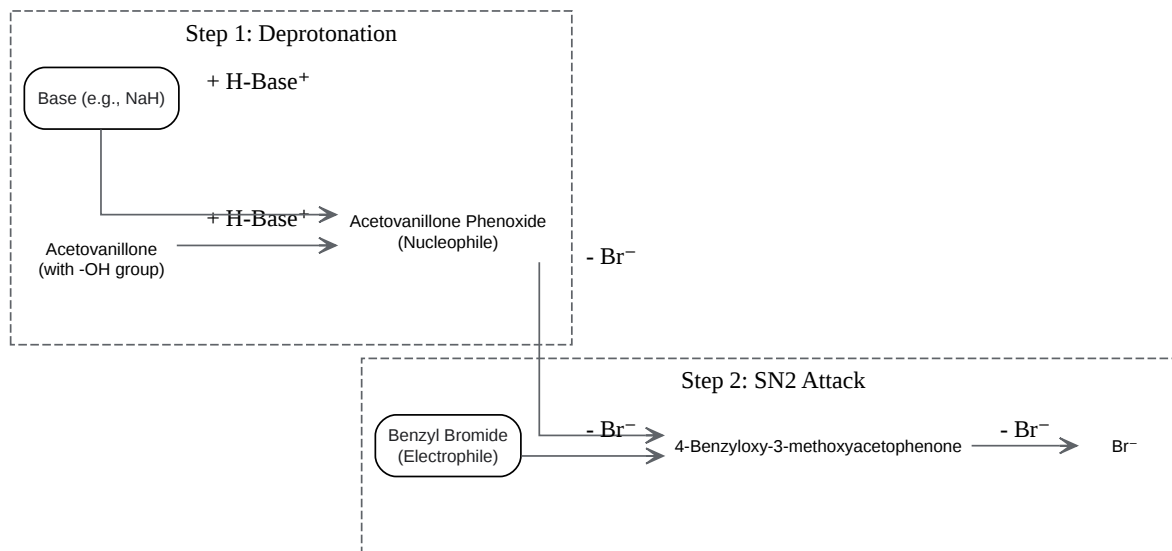 Step 1: Deprotonation
+ H-Base⁺
Base (e.g., NaH)
+ H-Base⁺
Acetovanillone Phenoxide
(Nucleophile)
Acetovanillone
(with -OH group)
- Br⁻
Step 2: SN2 Attack
Benzyl Bromide
(Electrophile)
- Br⁻
4-Benzyloxy-3-methoxyacetophenone
- Br⁻
Br⁻